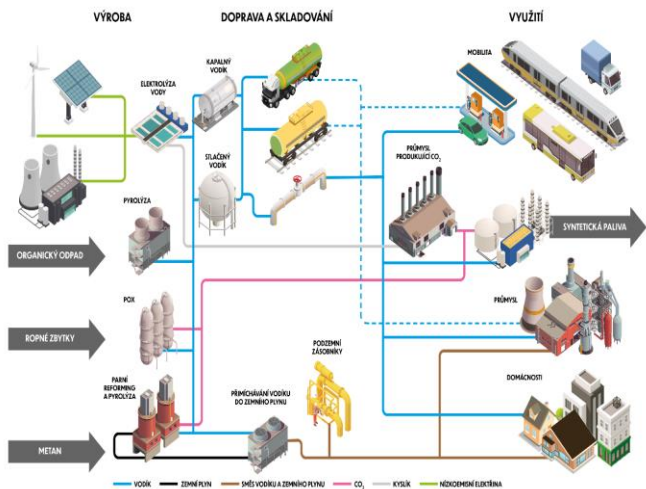 VÝROBA
DOPRAVA A SKLADOVÁNÍ
VYUŽITÍ
ELEKTROLÝZA
VODY
KAPALNÝ
VODÍK
MOBILITA
STLAČENÝ
VODÍK
PRŮMYSL
PRODUKUJÍCÍ CO₂
PYROLÝZA
SYNTETICKÁ PALIVA
ORGANICKÝ ODPAD
POX
PRŮMYSL
ROPNÉ ZBYTKY
PARNÍ
REFORMING
A PYROLÝZA
PŘIMÍCHÁVÁNÍ VODÍKU
DO ZEMNÍHO PLYNU
PODZEMNÍ
ZÁSOBNÍKY
DOMÁCNOSTI
METAN
VODÍK
ZEMNÍ PLYN
SMĚS VODÍKU A ZEMNÍHO PLYNU
CO₂
KYSLÍK
NÍZKOEMISNÍ ELEKTŘINA